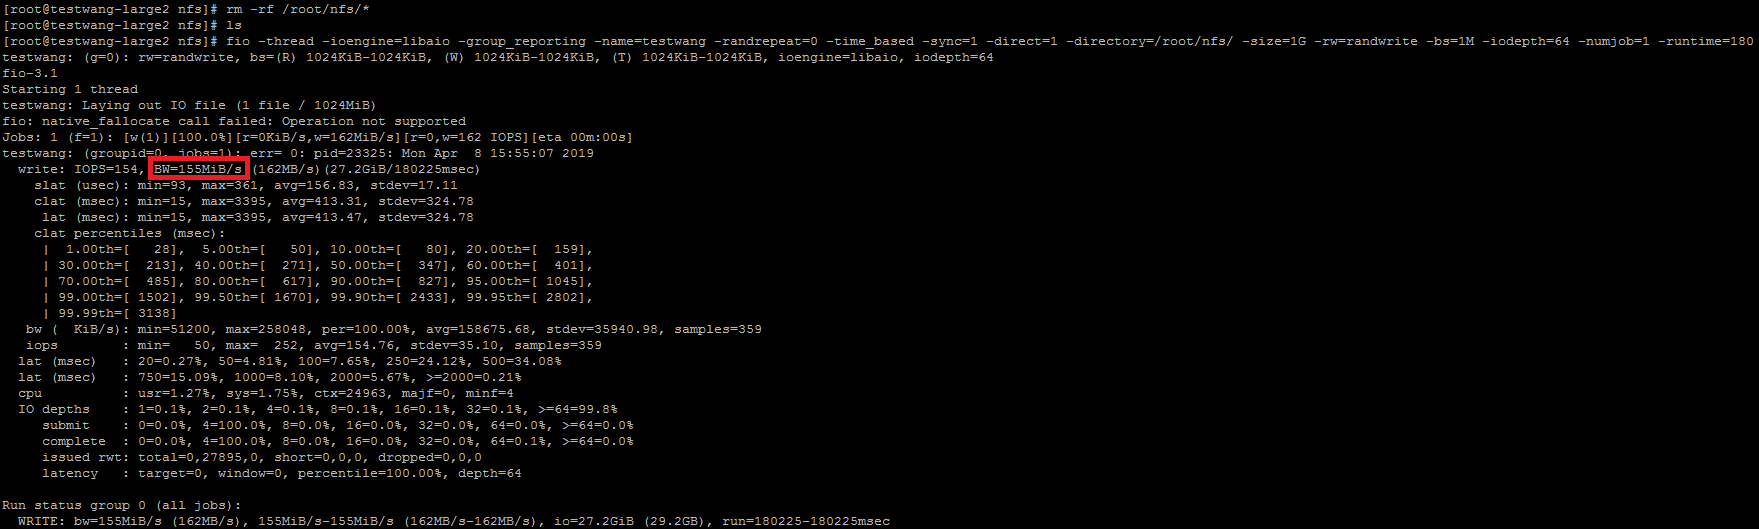 [root@testwang-large2 nfs]# rm -rf /root/nfs/*
[root@testwang-large2 nfs]# ls
[root@testwang-large2 nfs]# fio -thread -ioengine=libaio -group_reporting -name=testwang -randrepeat=0 -time_based -sync=1 -direct=1 -directory=/root/nfs/ -size=1G -rw=randwrite -bs=1M -iodepth=64 -numjob=1 -runtime=180
testwang: (g=0): rw=randwrite, bs=(R) 1024KiB-1024KiB, (W) 1024KiB-1024KiB, (T) 1024KiB-1024KiB, ioengine=libaio, iodepth=64
fio-3.1
Starting 1 thread
testwang: Laying out IO file (1 file / 1024MiB)
fio: native_fallocate call failed: Operation not supported
Jobs: 1 (f=1): [w(1)][100.0%][r=0KiB/s,w=162MiB/s][r=0,w=162 IOPS][eta 00m:00s]
testwang: (groupid=0, jobs=1): err= 0: pid=23325: Mon Apr  8 15:55:07 2019
  write: IOPS=154, BW=155MiB/s (162MB/s)(27.2GiB/180225msec)
    slat (usec): min=93, max=361, avg=156.83, stdev=17.11
    clat (msec): min=15, max=3395, avg=413.31, stdev=324.78
     lat (msec): min=15, max=3395, avg=413.47, stdev=324.78
    clat percentiles (msec):
     |  1.00th=[   28],  5.00th=[   50], 10.00th=[   80], 20.00th=[  159],
     | 30.00th=[  213], 40.00th=[  271], 50.00th=[  347], 60.00th=[  401],
     | 70.00th=[  485], 80.00th=[  617], 90.00th=[  827], 95.00th=[ 1045],
     | 99.00th=[ 1502], 99.50th=[ 1670], 99.90th=[ 2433], 99.95th=[ 2802],
     | 99.99th=[ 3138]
   bw (  KiB/s): min=51200, max=258048, per=100.00%, avg=158675.68, stdev=35940.98, samples=359
   iops        : min=   50, max=  252, avg=154.76, stdev=35.10, samples=359
  lat (msec)   : 20=0.27%, 50=4.81%, 100=7.65%, 250=24.12%, 500=34.08%
  lat (msec)   : 750=15.09%, 1000=8.10%, 2000=5.67%, >=2000=0.21%
  cpu          : usr=1.27%, sys=1.75%, ctx=24963, majf=0, minf=4
  IO depths    : 1=0.1%, 2=0.1%, 4=0.1%, 8=0.1%, 16=0.1%, 32=0.1%, >=64=99.8%
     submit    : 0=0.0%, 4=100.0%, 8=0.0%, 16=0.0%, 32=0.0%, 64=0.0%, >=64=0.0%
     complete  : 0=0.0%, 4=100.0%, 8=0.0%, 16=0.0%, 32=0.0%, 64=0.1%, >=64=0.0%
     issued rwt: total=0,27895,0, short=0,0,0, dropped=0,0,0
     latency   : target=0, window=0, percentile=100.00%, depth=64

Run status group 0 (all jobs):
  WRITE: bw=155MiB/s (162MB/s), 155MiB/s-155MiB/s (162MB/s-162MB/s), io=27.2GiB (29.2GB), run=180225-180225msec